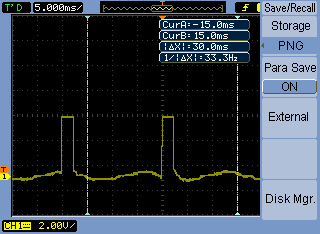 T'D 5.000ms/ f Save/Recall
CurA: -15.0ms
CurB: 15.0ms
|ΔX|: 30.0ms
1/|ΔX|: 33.3Hz
Storage
PNG
Para Save
ON
External
Disk Mgr.
T
1
CH1 2.00V/